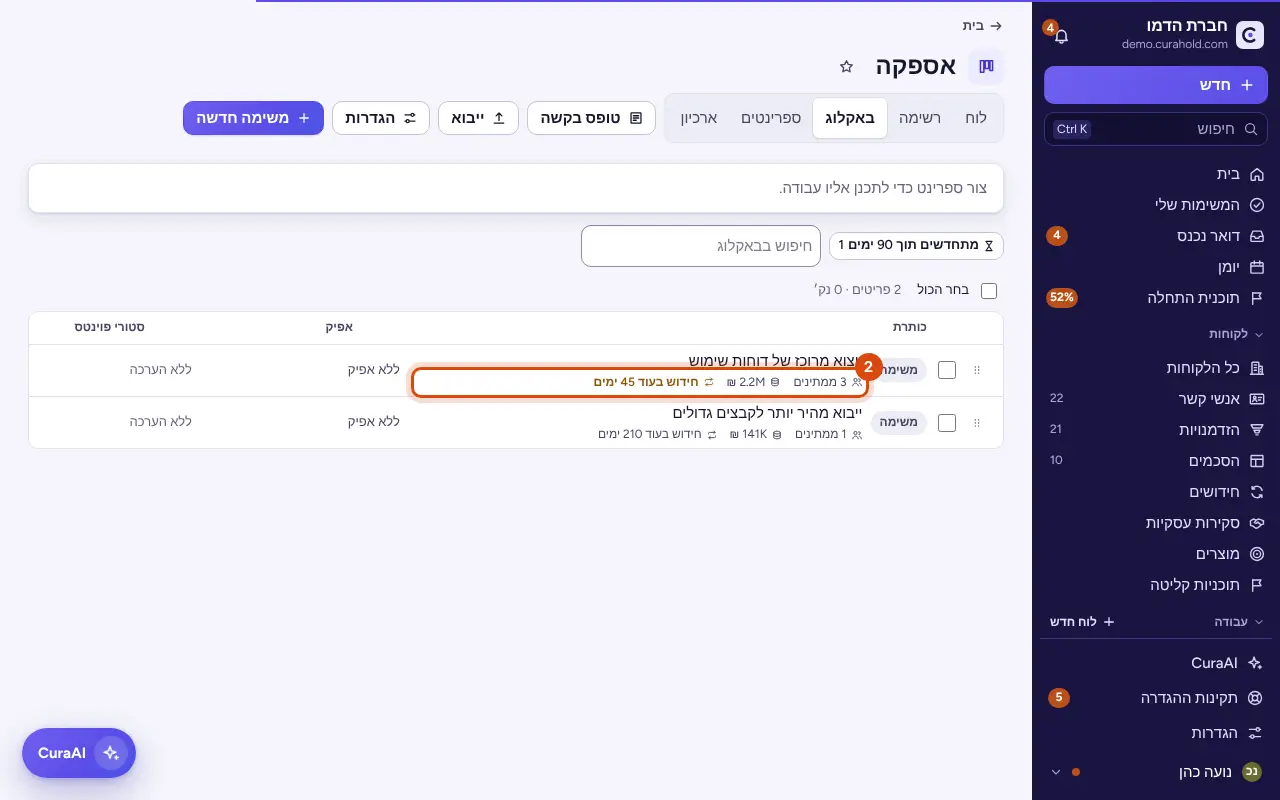 חברת הדמו
demo.curahold.com
4
חדש
חיפוש
Ctrl K
בית
המשימות שלי
דואר נכנס
4
יומן
תוכנית התחלה
52%
לקוחות
כל הלקוחות
אנשי קשר
22
הזדמנויות
21
הסכמים
10
חידושים
סקירות עסקיות
מוצרים
תוכניות קליטה
עבודה
+ לוח חדש
CuraAI
תקינות ההגדרה
5
הגדרות
נכ
נועה כהן
בית
אספקה
לוח
רשימה
באקלוג
ספרינטים
ארכיון
טופס בקשה
ייבוא
הגדרות
+ משימה חדשה
צור ספרינט כדי לתכנן אליו עבודה.
מתחדשים תוך 90 ימים 1
חיפוש בבאקלוג
בחר הכול
2 פריטים · 0 נק׳
כותרת
אפיק
סטורי פוינטס
משימה
ייצוא מרוכז של דוחות שימוש
2
3 ממתינים
2.2M ₪
חידוש בעוד 45 ימים
ללא אפיק
ללא הערכה
משימה
ייבוא מהיר יותר לקבצים גדולים
1 ממתינים
141K ₪
חידוש בעוד 210 ימים
ללא אפיק
ללא הערכה
CuraAI